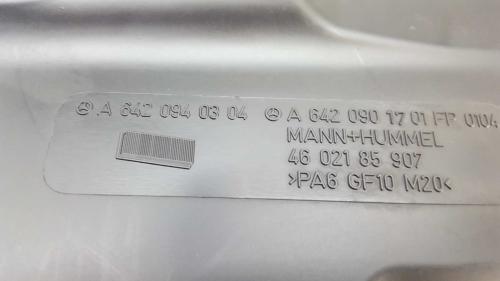 A 642 094 03 04 A 642 090 17 01 FP 0104
MANN+HUMMEL
46 021 85 907
>PA6 GF10 M20<